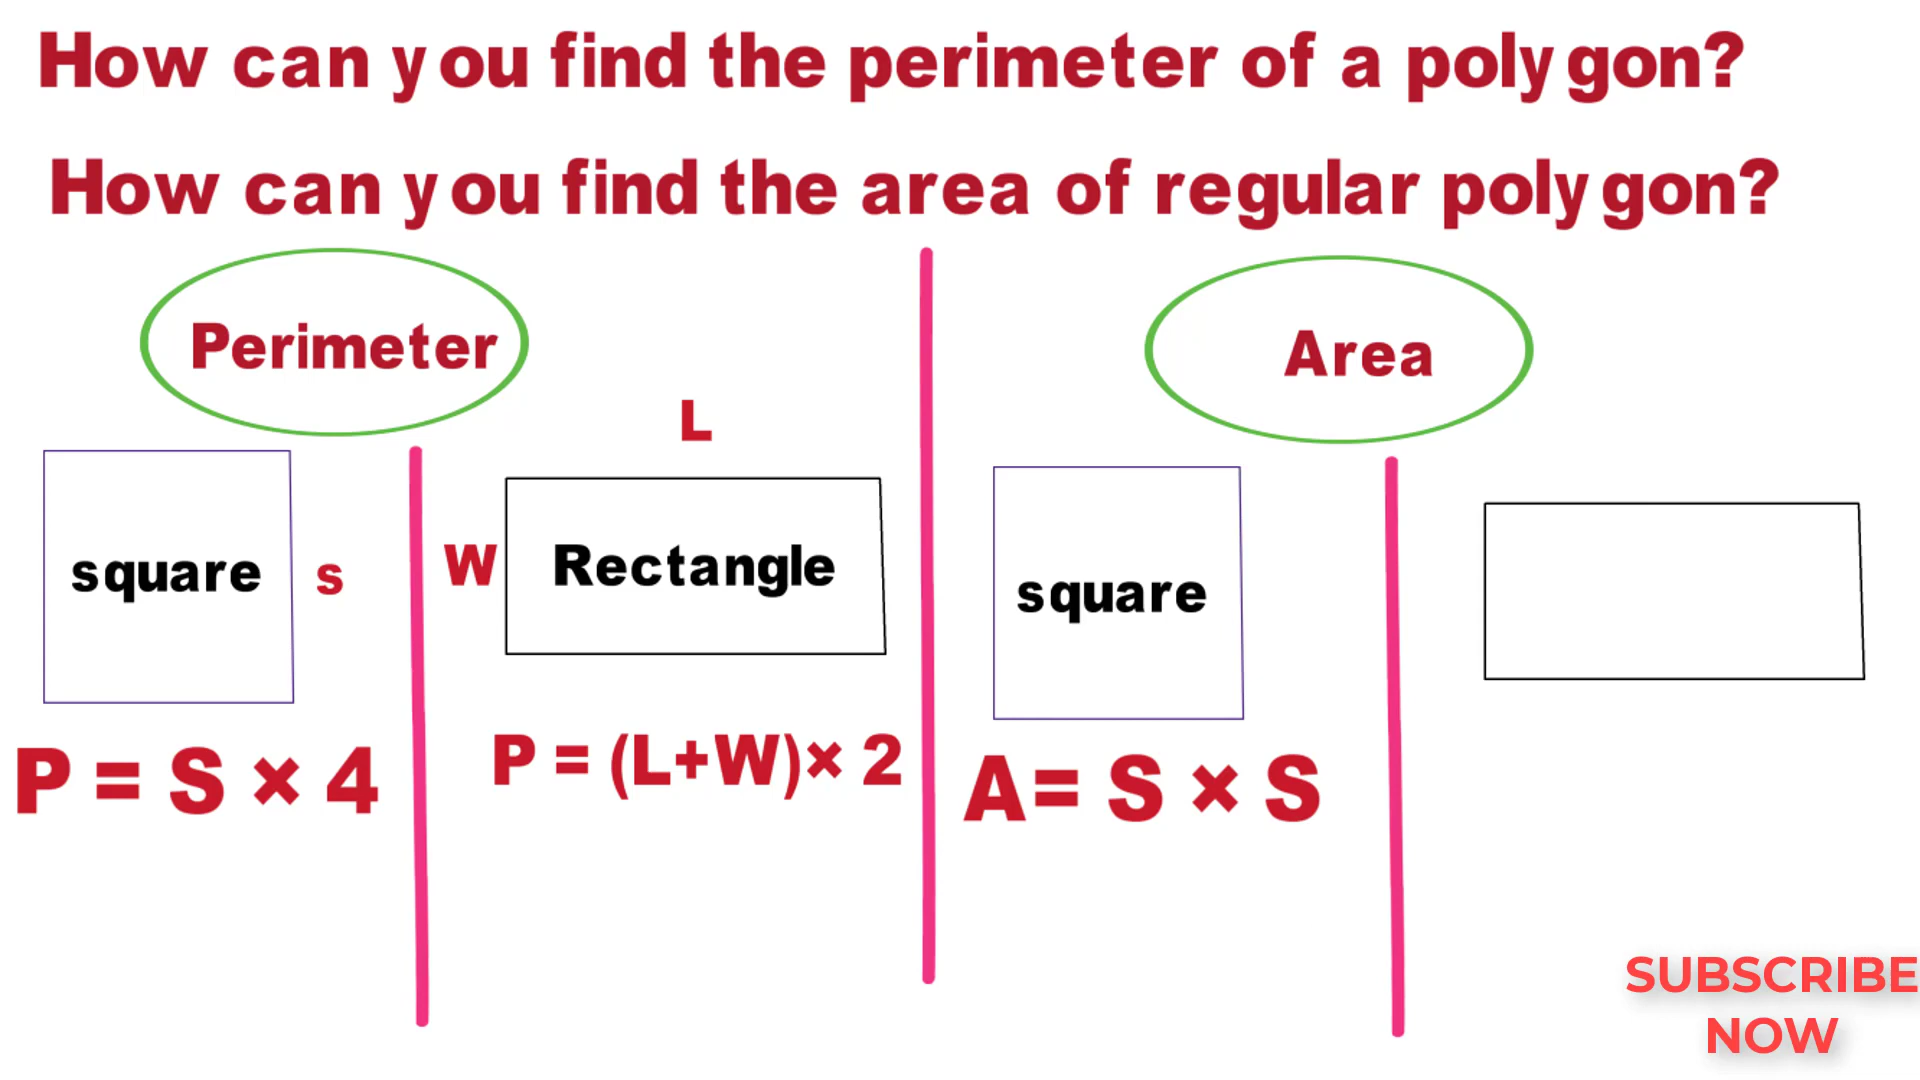 How can you find the perimeter of a polygon?
How can you find the area of regular polygon?
Perimeter
Area
L
square
s
W
Rectangle
square
P = S × 4
P = (L+W)× 2
A= S × S
SUBSCRIBE
NOW